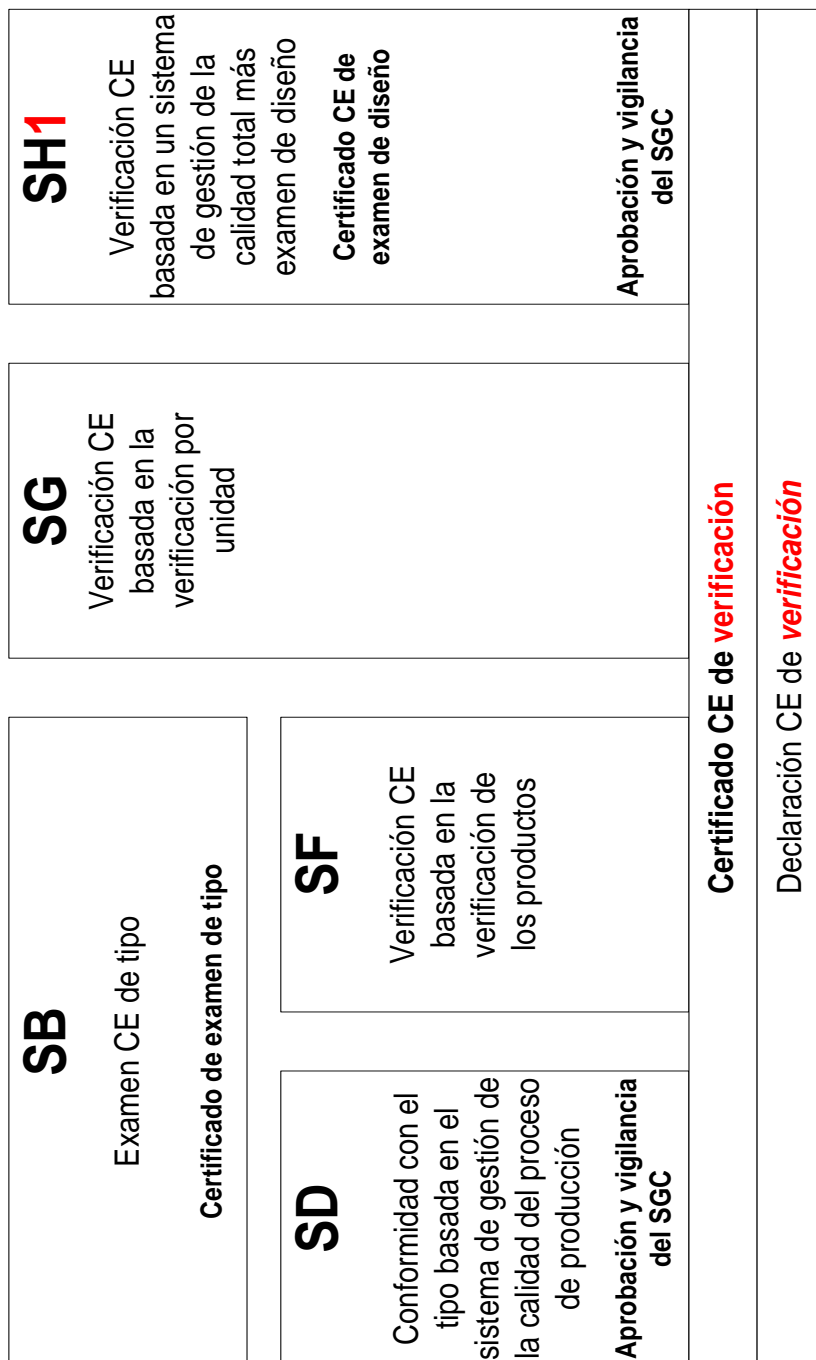 SB
Examen CE de tipo
Certificado de examen de tipo
SD
Conformidad con el
tipo basada en el
sistema de gestión de
la calidad del proceso
de producción
Aprobación y vigilancia
del SGC
SF
Verificación CE
basada en la
verificación de
los productos
SG
Verificación CE
basada en la
verificación por
unidad
SH1
Verificación CE
basada en un sistema
de gestión de la
calidad total más
examen de diseño
Certificado CE de
examen de diseño
Aprobación y vigilancia
del SGC
Certificado CE de verificación
Declaración CE de verificación